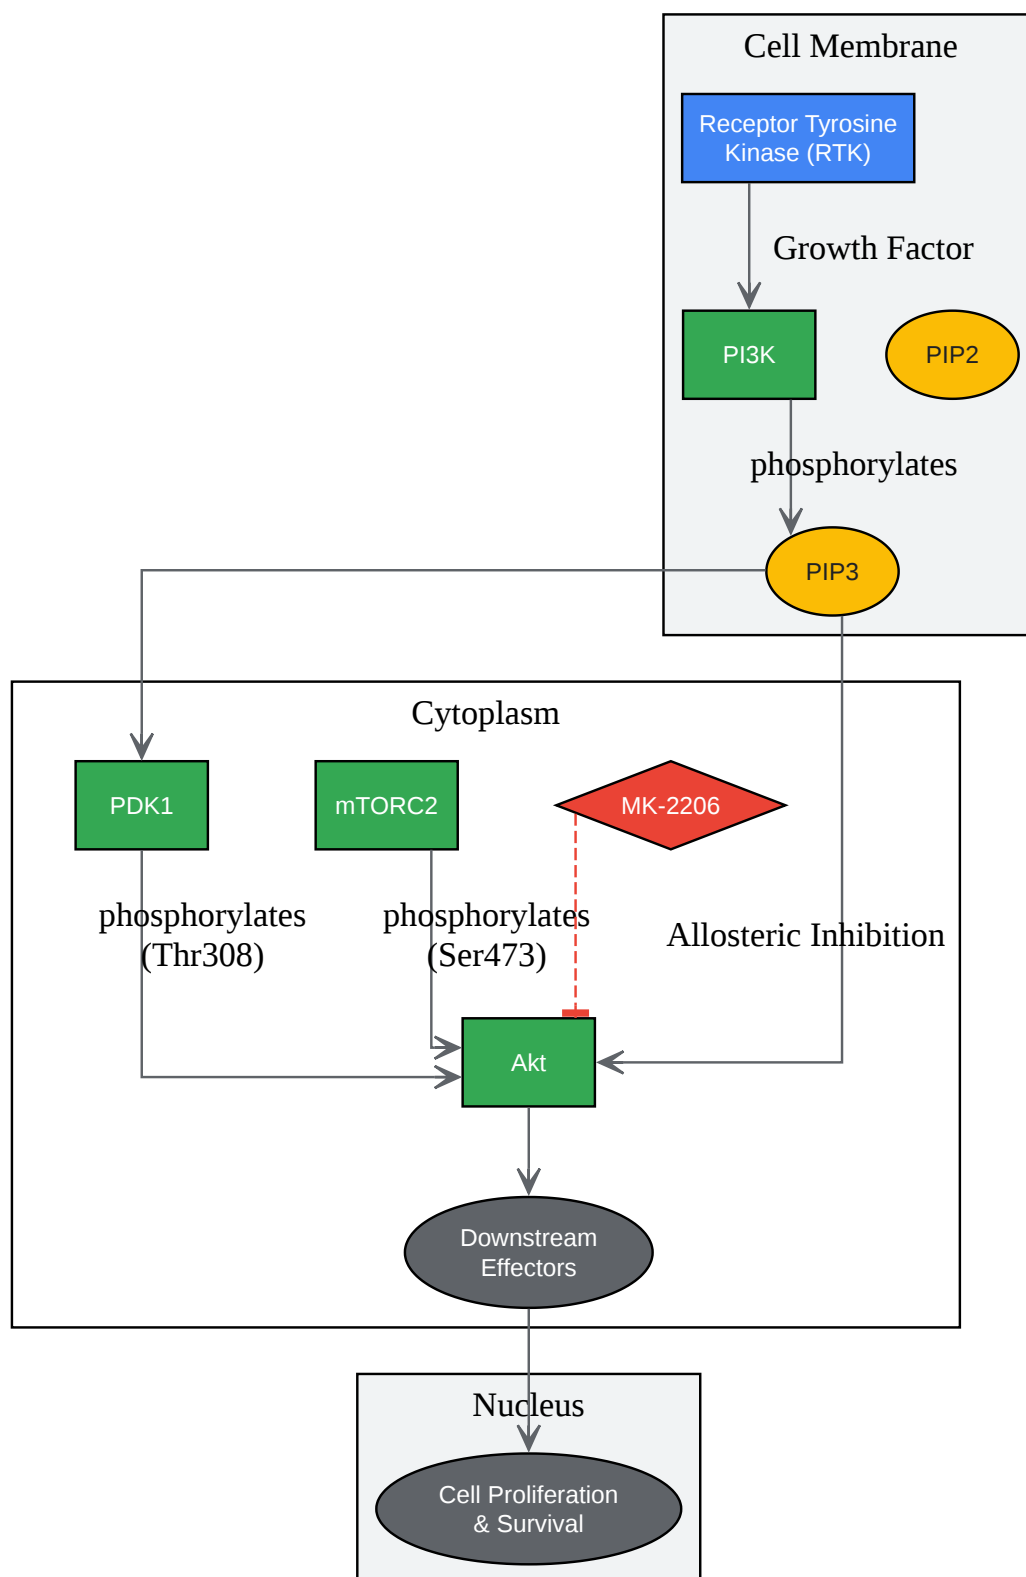 Cell Membrane
Receptor Tyrosine
Kinase (RTK)
Growth Factor
PI3K
PIP2
phosphorylates
PIP3
Cytoplasm
PDK1
mTORC2
MK-2206
phosphorylates
(Thr308)
phosphorylates
(Ser473)
Allosteric Inhibition
Akt
Downstream
Effectors
Nucleus
Cell Proliferation
& Survival